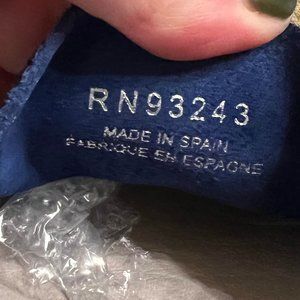 RN93243
MADE IN SPAIN
FABRIQUE EN ESPAGNE